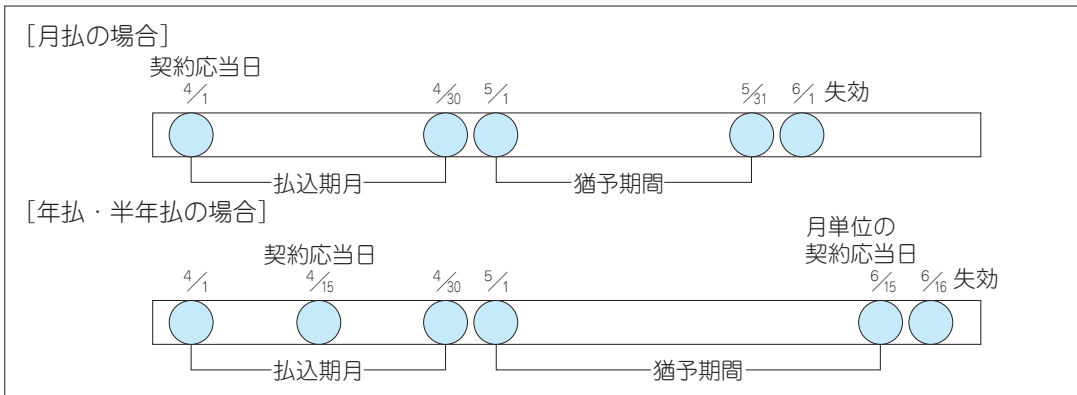 [月払の場合]
契約応当日
4/1 4/30 5/1 5/31 6/1 失効
払込期月 猶予期間
[年払・半年払の場合]
月単位の
契約応当日 契約応当日
4/1 4/15 4/30 5/1 6/15 6/16 失効
払込期月 猶予期間